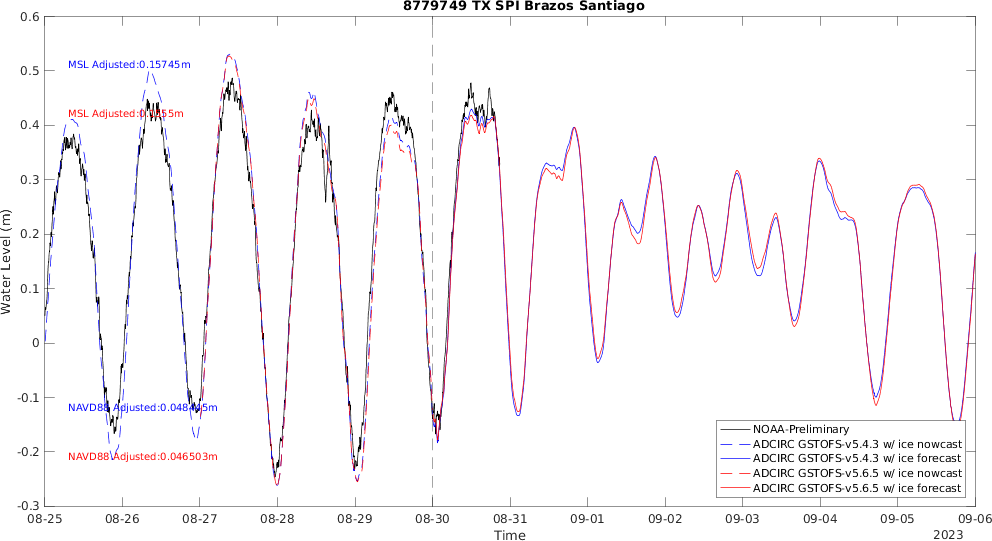 8779749 TX SPI Brazos Santiago
0.6
0.5
0.4
0.3
0.2
0.1
0
-0.1
-0.2
-0.3
Water Level (m)
MSL Adjusted:0.15745m
MSL
NAVD88
NAVD88 Adjusted:0.046503m
NOAA-Preliminary
ADCIRC GSTOFS-v5.4.3 w/ ice nowcast
ADCIRC GSTOFS-v5.4.3 w/ ice forecast
ADCIRC GSTOFS-v5.6.5 w/ ice nowcast
ADCIRC GSTOFS-v5.6.5 w/ ice forecast
08-25
08-26
08-27
08-28
08-29
08-30
08-31
09-01
09-02
09-03
09-04
09-05
09-06
Time
2023